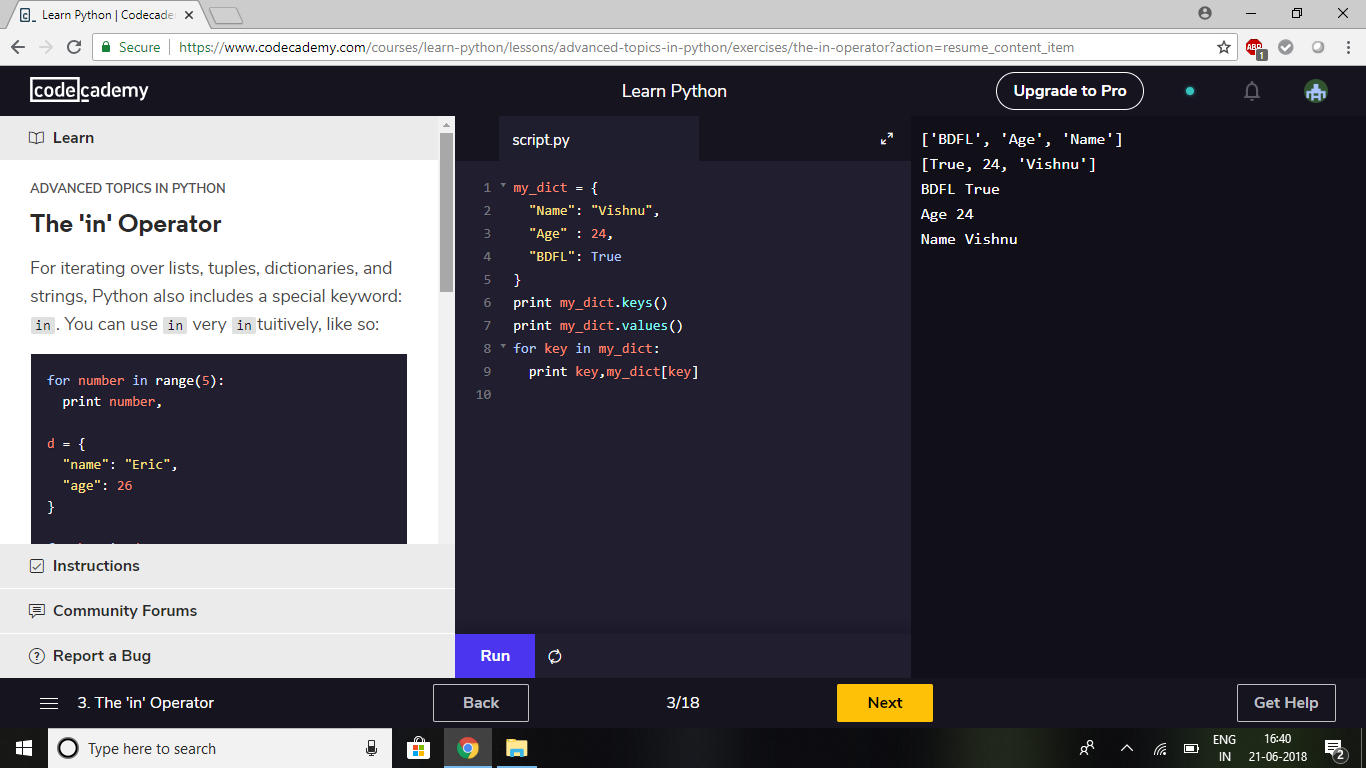 Learn Python | Codecade
Secure
https://www.codecademy.com/courses/learn-python/lessons/advanced-topics-in-python/exercises/the-in-operator?action=resume_content_item
ABP
1
codecademy
Learn Python
Upgrade to Pro
Learn
ADVANCED TOPICS IN PYTHON
The 'in' Operator
For iterating over lists, tuples, dictionaries, and
strings, Python also includes a special keyword:
in. You can use in very intuitively, like so:
for number in range(5):
  print number,
d = {
  "name": "Eric",
  "age": 26
}
Instructions
Community Forums
Report a Bug
script.py
1 my_dict = {
2   "Name": "Vishnu",
3   "Age" : 24,
4   "BDFL": True
5 }
6 print my_dict.keys()
7 print my_dict.values()
8 for key in my_dict:
9   print key,my_dict[key]
10
Run
['BDFL', 'Age', 'Name']
[True, 24, 'Vishnu']
BDFL True
Age 24
Name Vishnu
3. The 'in' Operator
Back
3/18
Next
Get Help
Type here to search
ENG
IN
16:40
21-06-2018
2